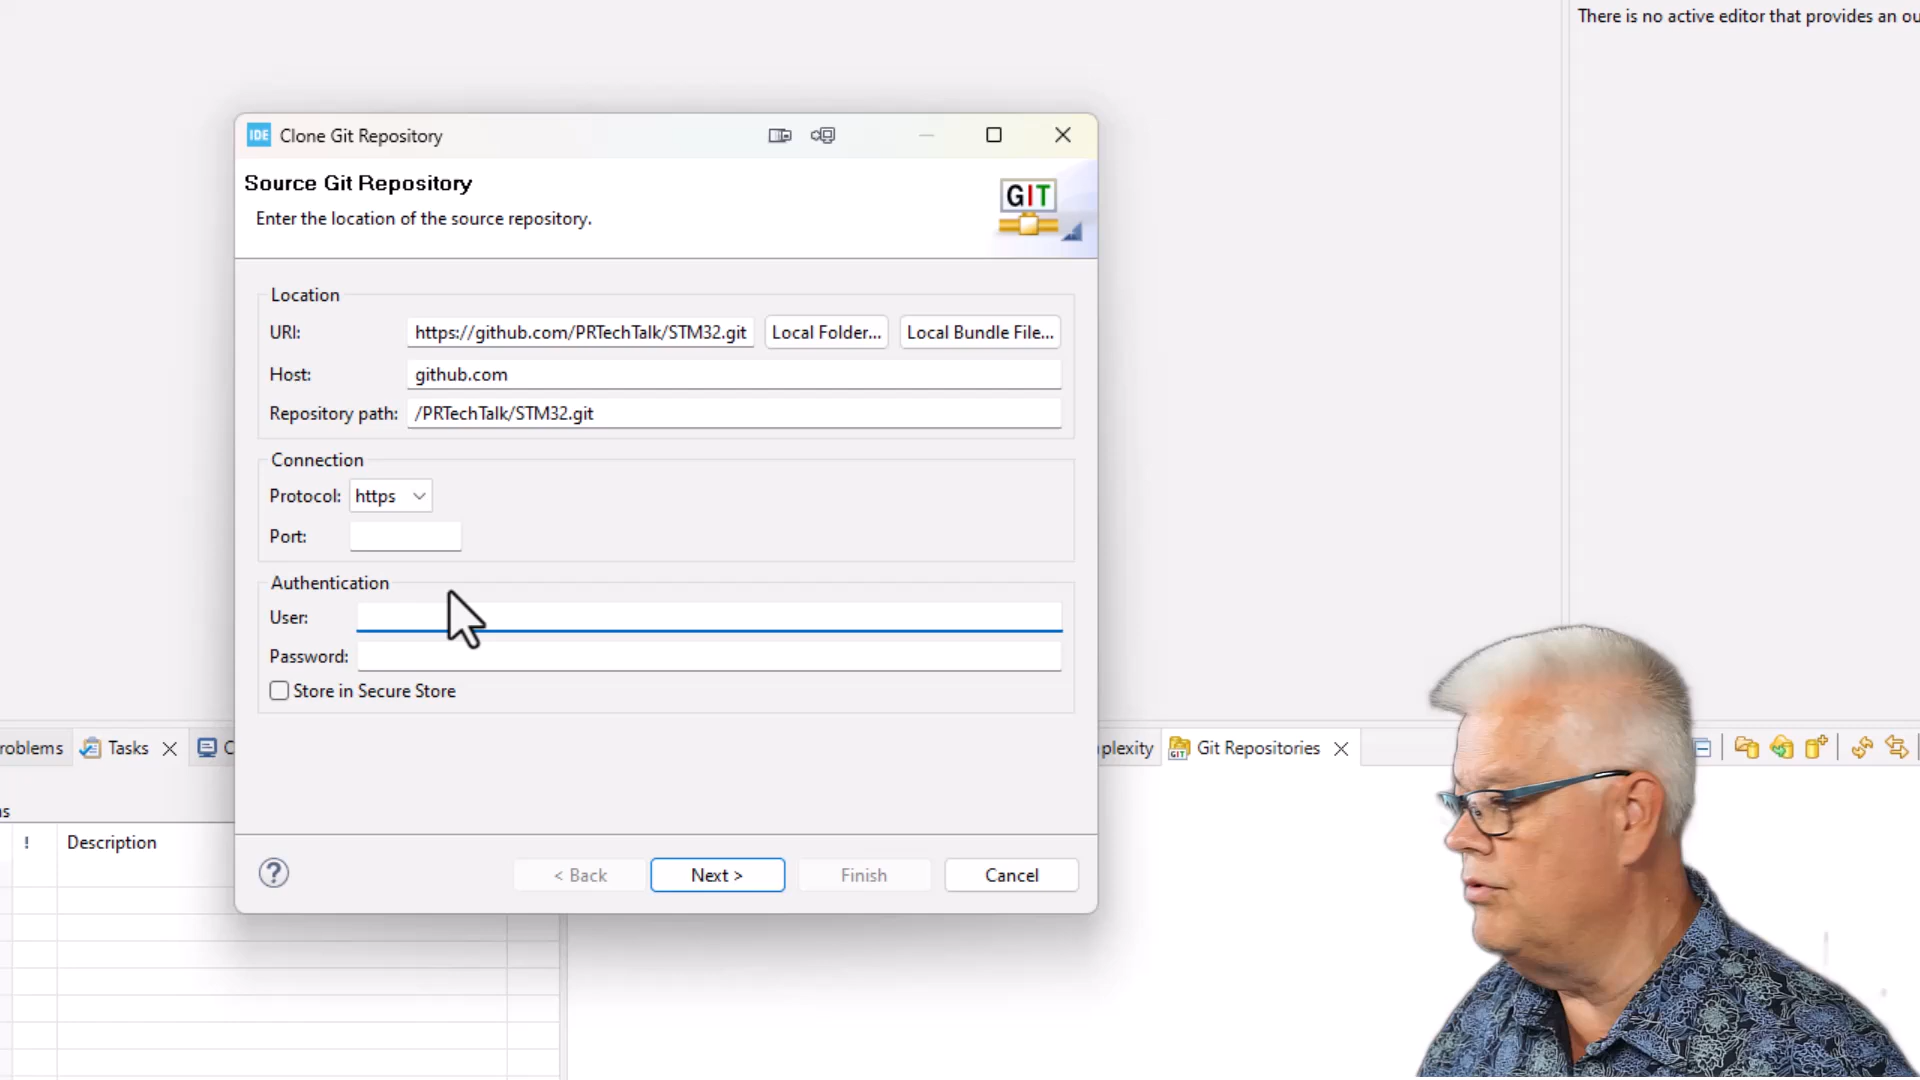 There is no active editor that provides an ou
IDE Clone Git Repository
Source Git Repository
Enter the location of the source repository.
GIT
Location
URI: https://github.com/PRTechTalk/STM32.git Local Folder... Local Bundle File...
Host: github.com
Repository path: /PRTechTalk/STM32.git
Connection
Protocol: https
Port:
Authentication
User:
Password:
Store in Secure Store
roblems Tasks C plexity GIT Git Repositories
s
! Description
? < Back Next > Finish Cancel